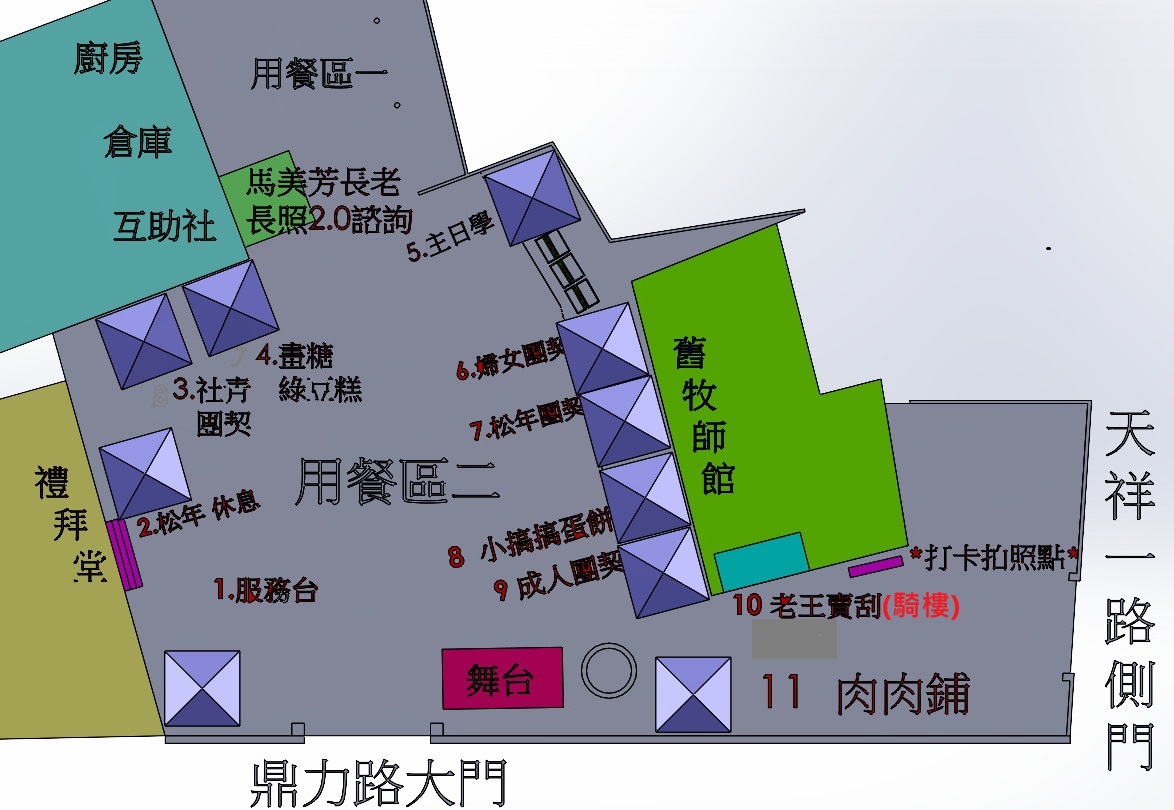 廚房
用餐區一
倉庫
馬美芳長老
長照2.0諮詢
互助社
5.主日學
4.畫糖
綠豆糕
3.社青
團契
6.婦女團契
7.松年團契
舊牧師館
用餐區二
禮拜堂
2.松年 休息
8 小搞搞蛋餅
9 成人團契
1.服務台
*打卡拍照點*
10 老王賣刮(騎樓)
舞台
11 肉肉鋪
天祥一路側門
鼎力路大門